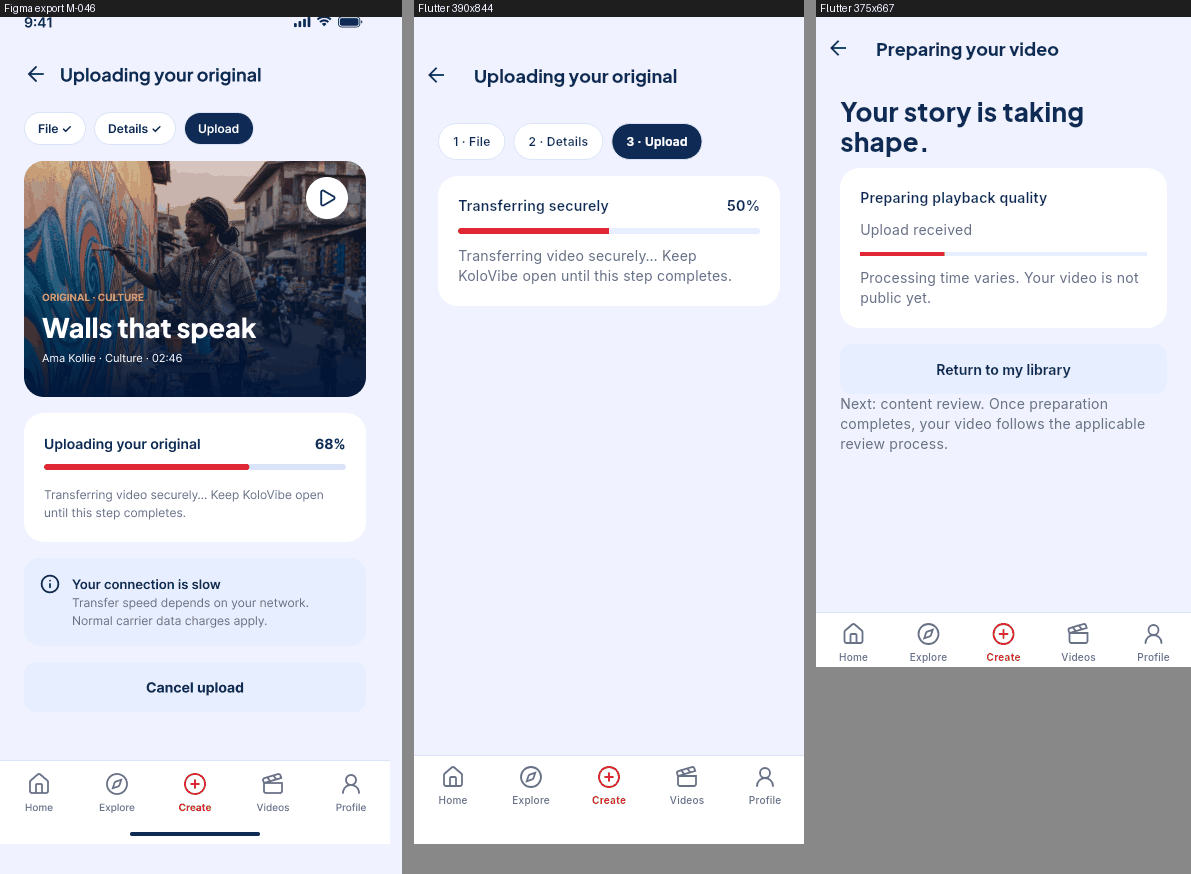 Figma export M-046
9:41
Uploading your original
File ✓
Details ✓
Upload
ORIGINAL · CULTURE
Walls that speak
Ama Kollie · Culture · 02:46
Uploading your original
68%
Transferring video securely... Keep KoloVibe open
until this step completes.
Your connection is slow
Transfer speed depends on your network.
Normal carrier data charges apply.
Cancel upload
Home
Explore
Create
Videos
Profile
Flutter 390x844
Uploading your original
1 · File
2 · Details
3 · Upload
Transferring securely
50%
Transferring video securely... Keep
KoloVibe open until this step completes.
Home
Explore
Create
Videos
Profile
Flutter 375x667
Preparing your video
Your story is taking
shape.
Preparing playback quality
Upload received
Processing time varies. Your video is not
public yet.
Return to my library
Next: content review. Once preparation
completes, your video follows the applicable
review process.
Home
Explore
Create
Videos
Profile